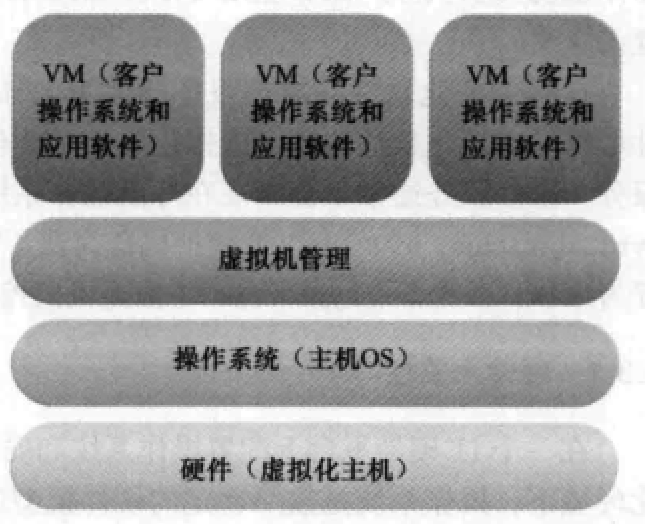 VM（客户
操作系统和
应用软件）
VM（客户
操作系统和
应用软件）
VM（客户
操作系统和
应用软件）
虚拟机管理
操作系统（主机OS）
硬件（虚拟化主机）